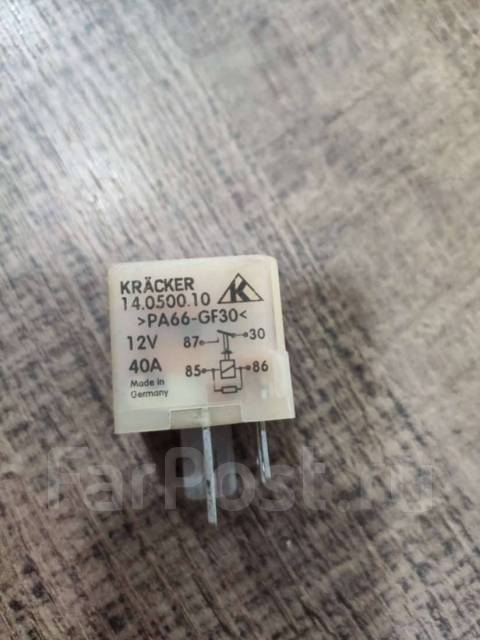 KRÄCKER
14.0500.10
K
>PA66-GF30<
12V
87 30
40A
85 86
Made in
Germany
FarPost.ru